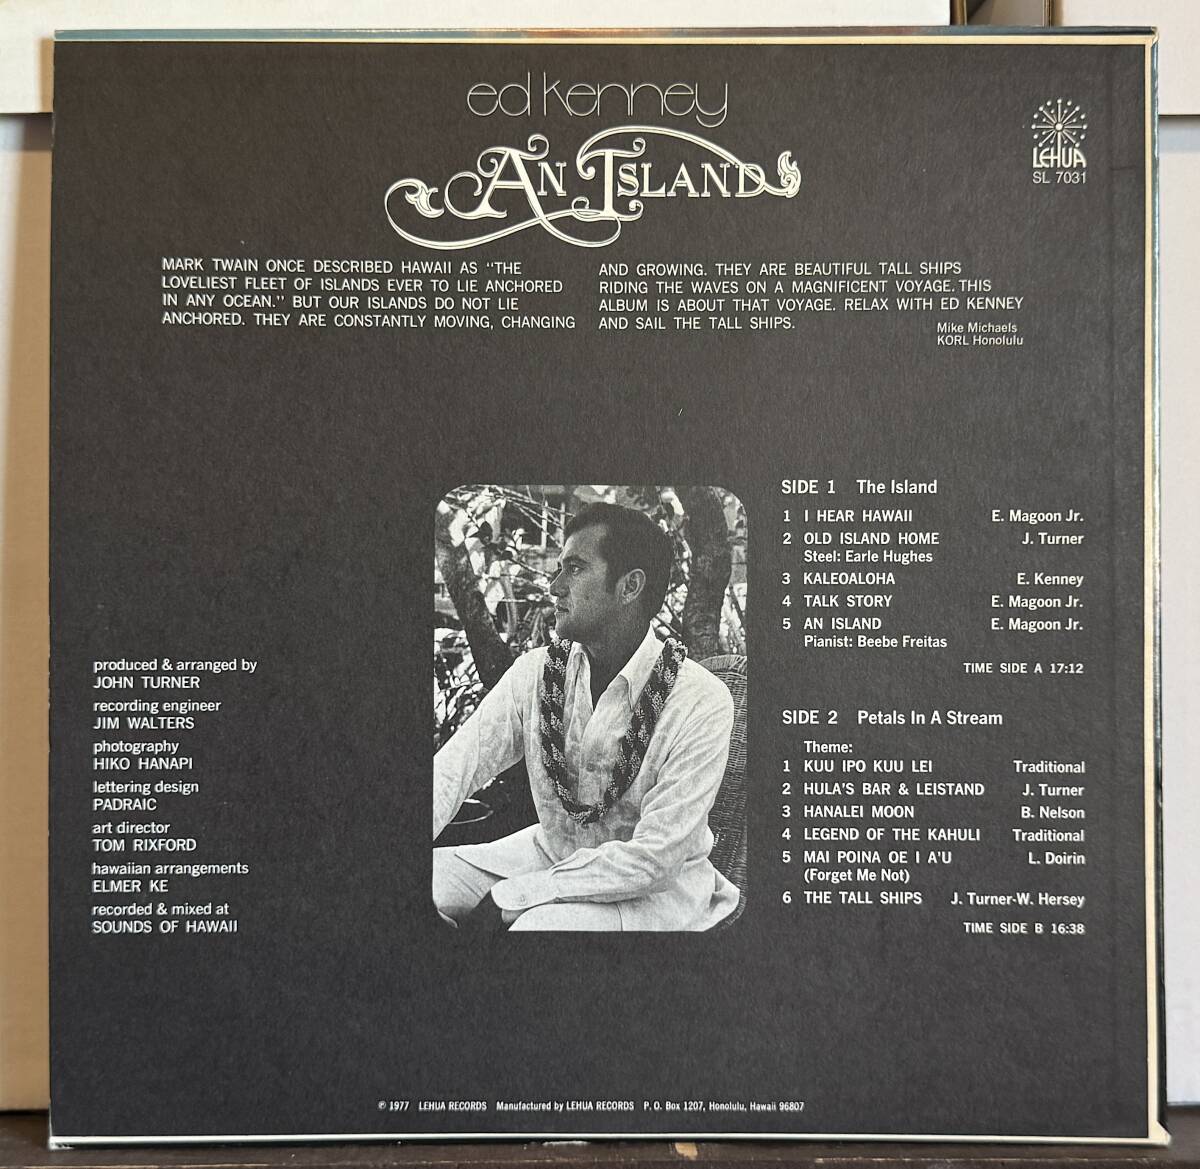 ed kenney
AN ISLAND
LEHUA
SL 7031
MARK TWAIN ONCE DESCRIBED HAWAII AS "THE
LOVELIEST FLEET OF ISLANDS EVER TO LIE ANCHORED
IN ANY OCEAN." BUT OUR ISLANDS DO NOT LIE
ANCHORED. THEY ARE CONSTANTLY MOVING, CHANGING
AND GROWING. THEY ARE BEAUTIFUL TALL SHIPS
RIDING THE WAVES ON A MAGNIFICENT VOYAGE. THIS
ALBUM IS ABOUT THAT VOYAGE. RELAX WITH ED KENNEY
AND SAIL THE TALL SHIPS.
Mike Michaels
KORL Honolulu
produced & arranged by
JOHN TURNER
recording engineer
JIM WALTERS
photography
HIKO HANAPI
lettering design
PADRAIC
art director
TOM RIXFORD
hawaiian arrangements
ELMER KE
recorded & mixed at
SOUNDS OF HAWAII
SIDE 1 The Island
1 I HEAR HAWAII E. Magoon Jr.
2 OLD ISLAND HOME J. Turner
Steel: Earle Hughes
3 KALEOALOHA E. Kenney
4 TALK STORY E. Magoon Jr.
5 AN ISLAND E. Magoon Jr.
Pianist: Beebe Freitas
TIME SIDE A 17:12
SIDE 2 Petals In A Stream
Theme:
1 KUU IPO KUU LEI Traditional
2 HULA'S BAR & LEISTAND J. Turner
3 HANALEI MOON B. Nelson
4 LEGEND OF THE KAHULI Traditional
5 MAI POINA OE I A'U L. Doirin
(Forget Me Not)
6 THE TALL SHIPS J. Turner-W. Hersey
TIME SIDE B 16:38
℗ 1977 LEHUA RECORDS Manufactured by LEHUA RECORDS P. O. Box 1207, Honolulu, Hawaii 96807